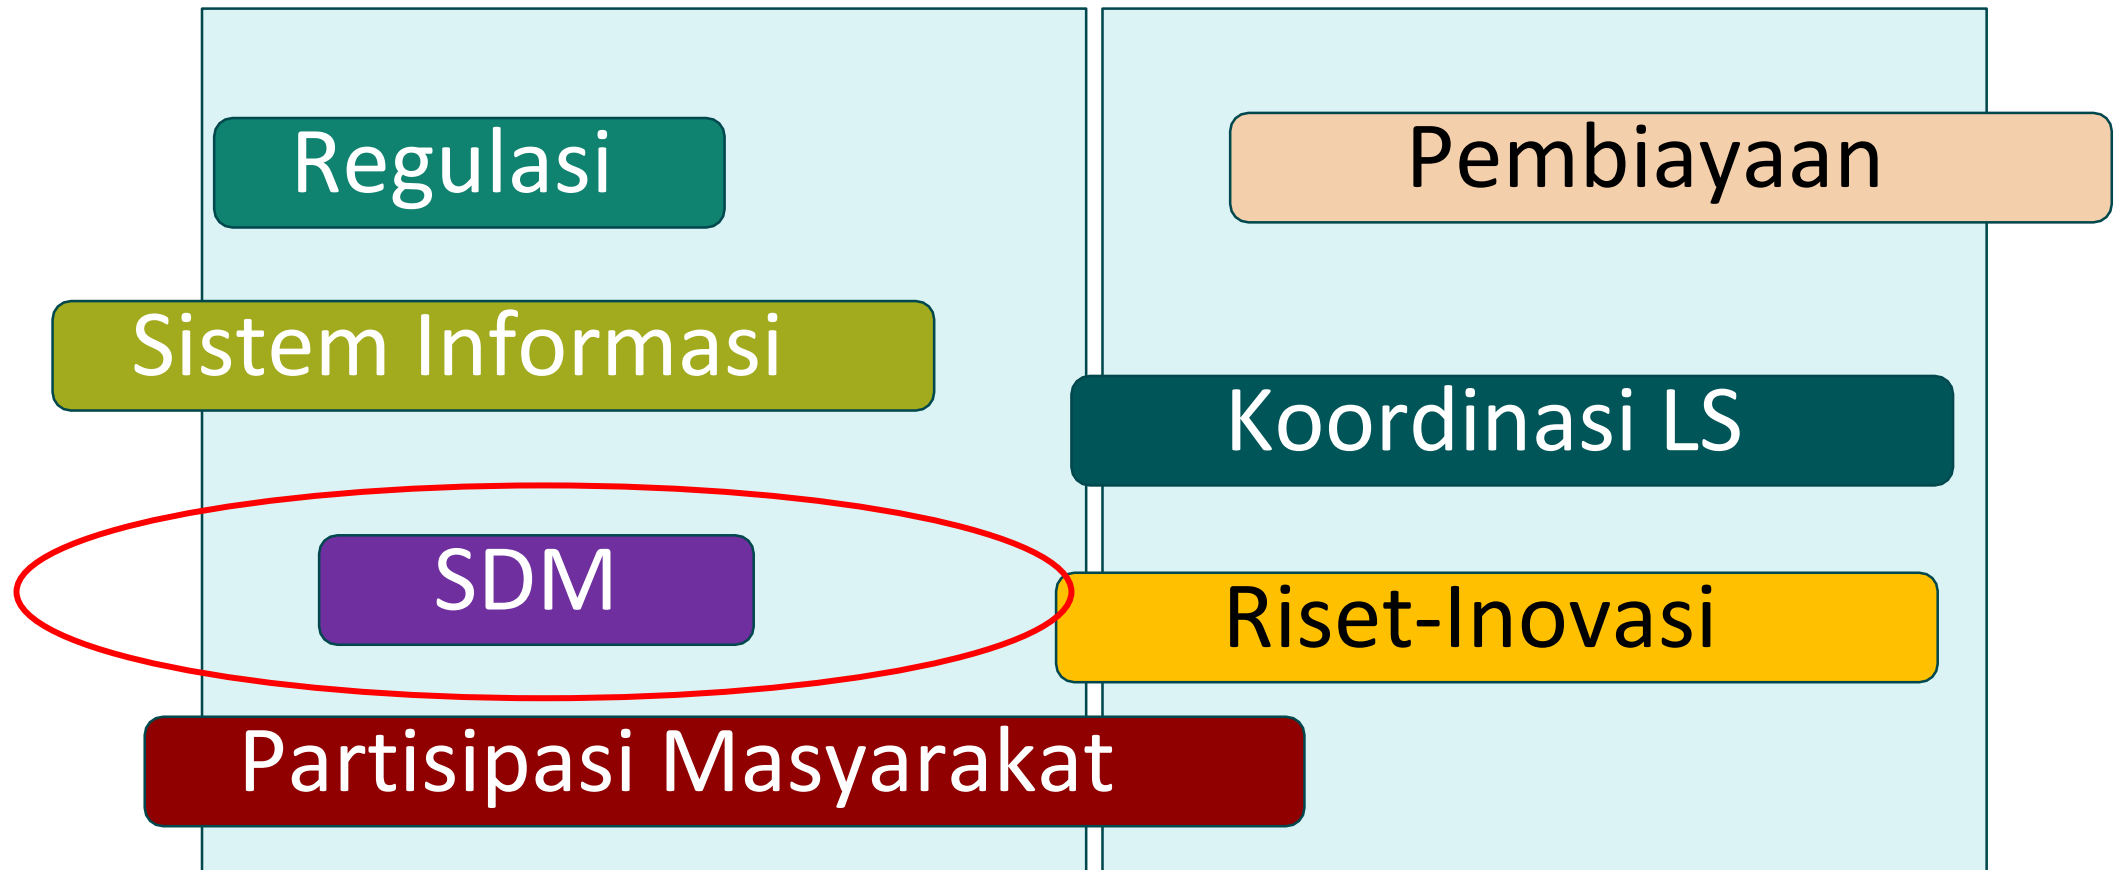 Regulasi
Sistem Informasi
SDM
Partisipasi Masyarakat
Pembiayaan
Koordinasi LS
Riset-Inovasi